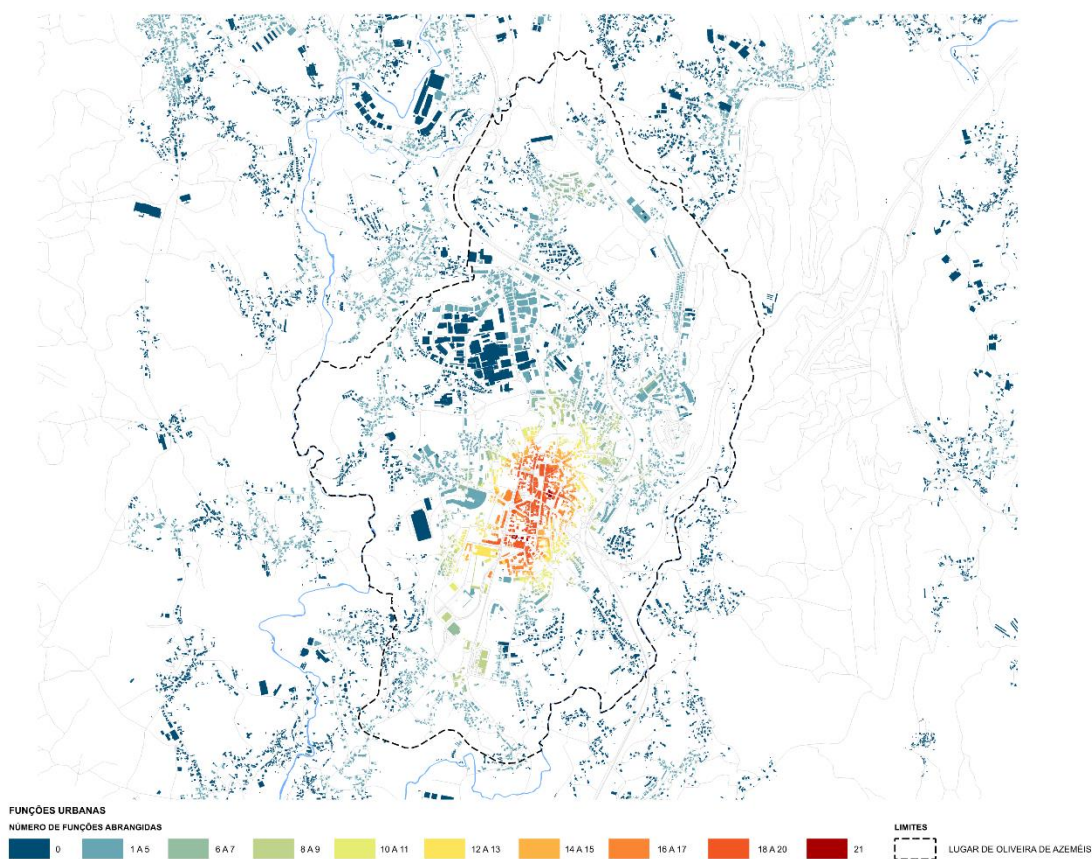 FUNÇÕES URBANAS
NÚMERO DE FUNÇÕES ABRANGIDAS
0 1 A 5 6 A 7 8 A 9 10 A 11 12 A 13 14 A 15 16 A 17 18 A 20 21
LIMITES
LUGAR DE OLIVEIRA DE AZEMÉIS